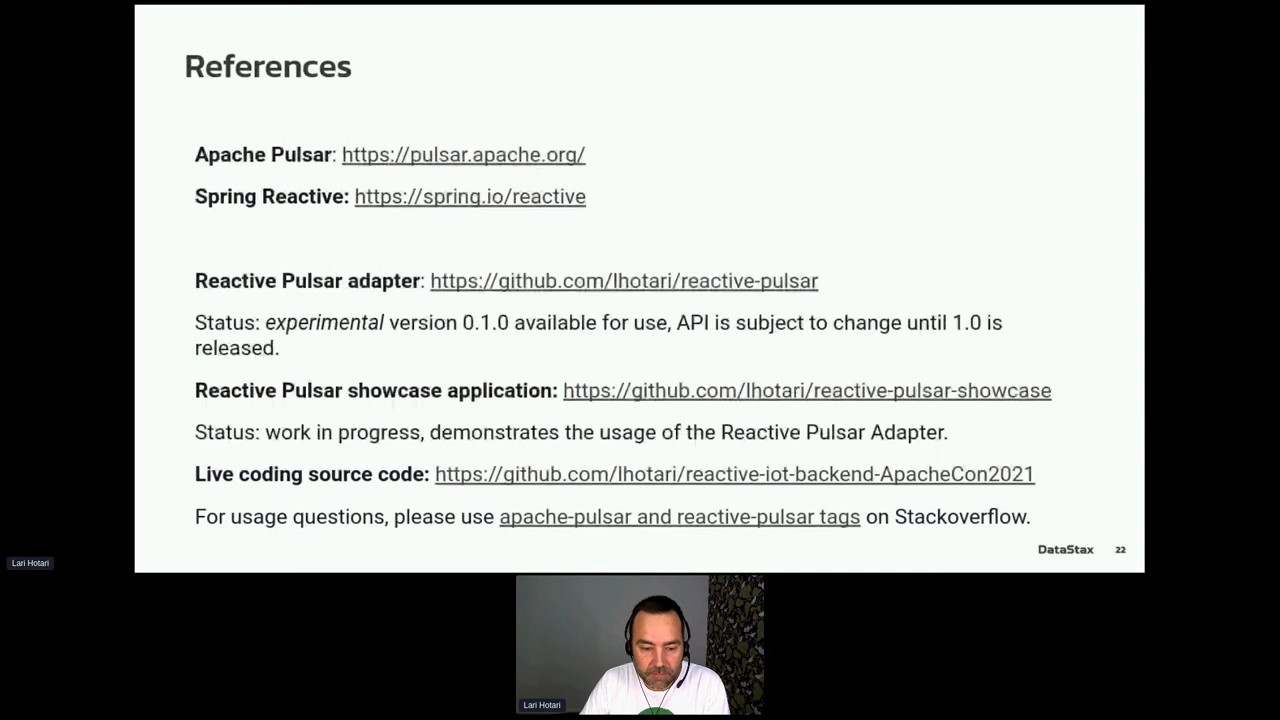 References
Apache Pulsar: https://pulsar.apache.org/
Spring Reactive: https://spring.io/reactive
Reactive Pulsar adapter: https://github.com/lhotari/reactive-pulsar
Status: experimental version 0.1.0 available for use, API is subject to change until 1.0 is
released.
Reactive Pulsar showcase application: https://github.com/lhotari/reactive-pulsar-showcase
Status: work in progress, demonstrates the usage of the Reactive Pulsar Adapter.
Live coding source code: https://github.com/lhotari/reactive-iot-backend-ApacheCon2021
For usage questions, please use apache-pulsar and reactive-pulsar tags on Stackoverflow.
DataStax 22
Lari Hotari
Lari Hotari